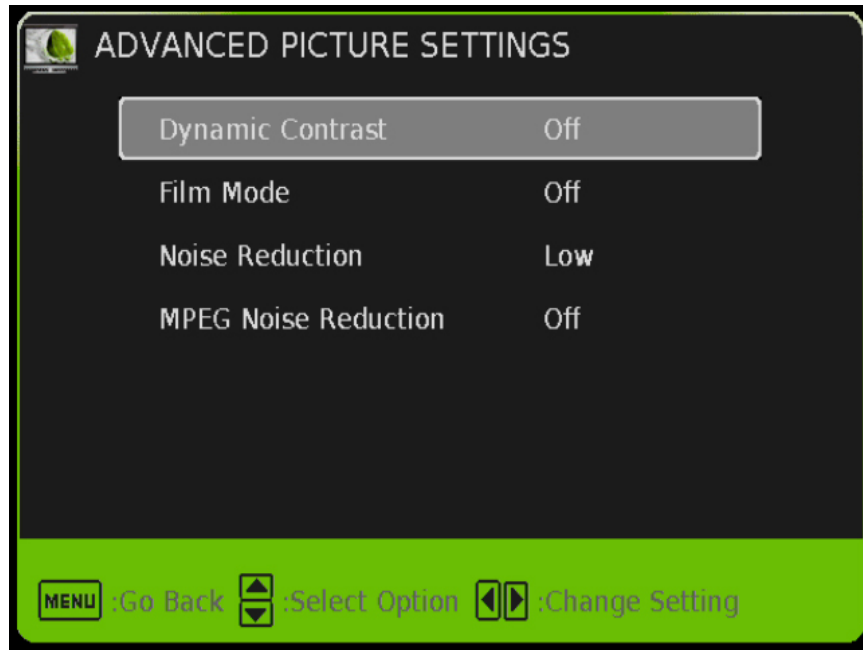 ADVANCED PICTURE SETTINGS
Dynamic Contrast Off
Film Mode Off
Noise Reduction Low
MPEG Noise Reduction Off
MENU :Go Back :Select Option :Change Setting